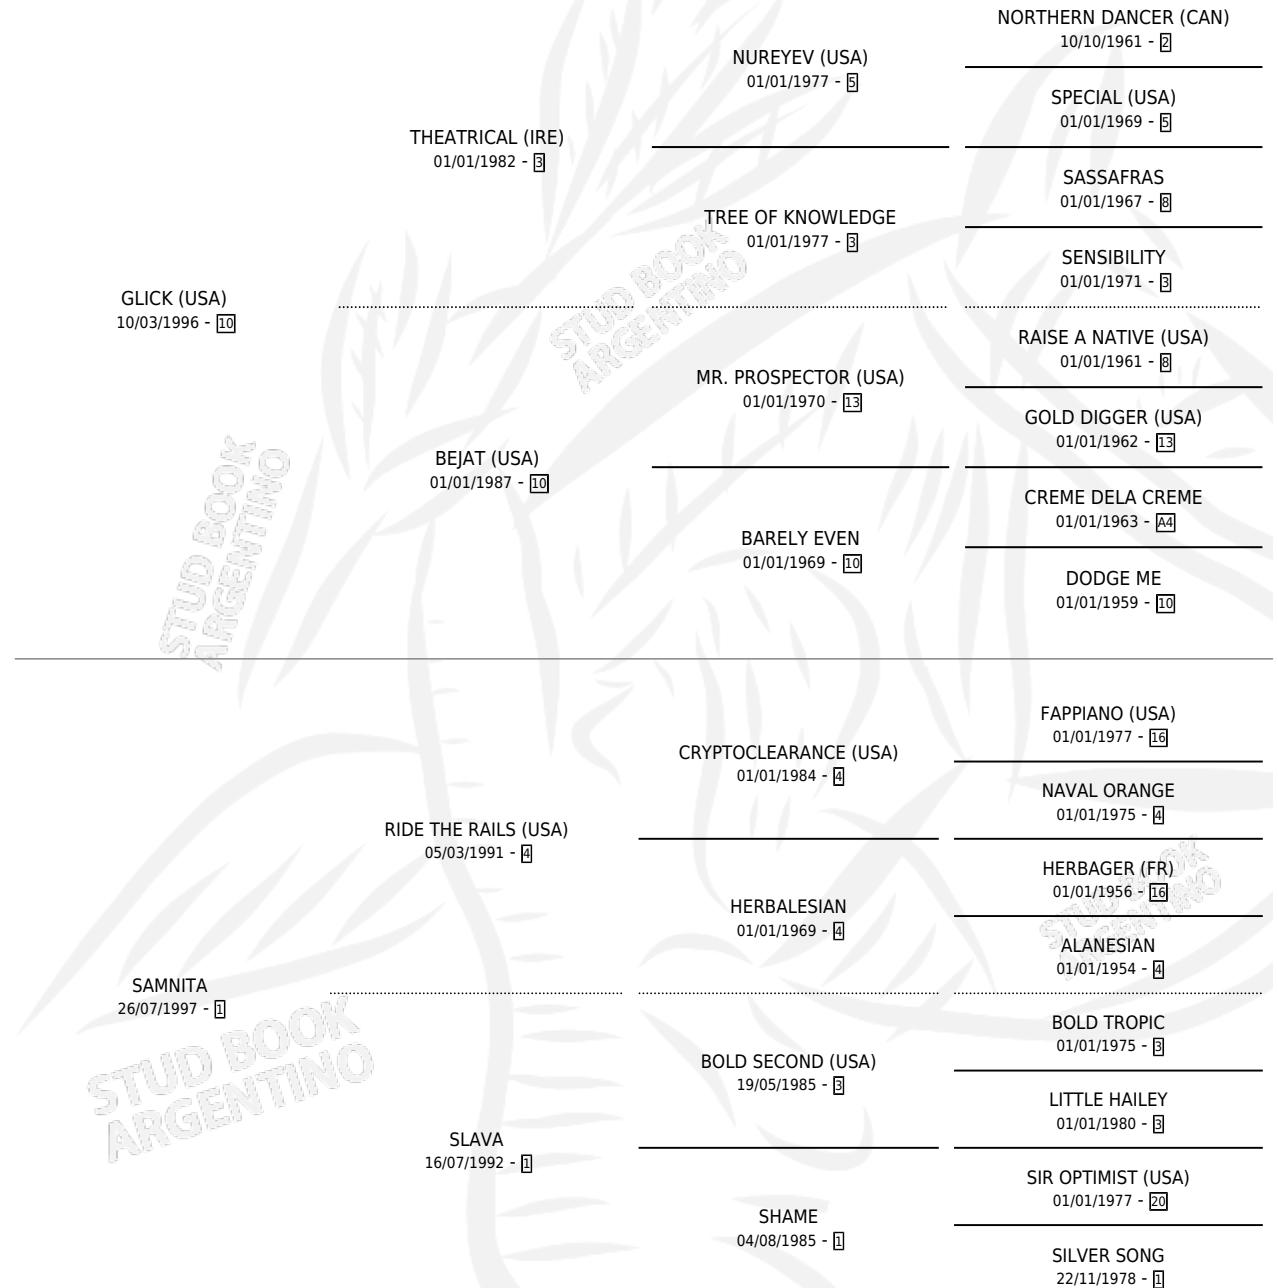 NORTHERN DANCER (CAN)
10/10/1961 - 2
NUREYEV (USA)
01/01/1977 - 5
SPECIAL (USA)
01/01/1969 - 5
THEATRICAL (IRE)
01/01/1982 - 3
SASSAFRAS
01/01/1967 - 8
TREE OF KNOWLEDGE
01/01/1977 - 3
SENSIBILITY
01/01/1971 - 3
GLICK (USA)
10/03/1996 - 10
RAISE A NATIVE (USA)
01/01/1961 - 8
MR. PROSPECTOR (USA)
01/01/1970 - 13
GOLD DIGGER (USA)
01/01/1962 - 13
BEJAT (USA)
01/01/1987 - 10
CREME DELA CREME
01/01/1963 - A4
BARELY EVEN
01/01/1969 - 10
DODGE ME
01/01/1959 - 10
STUD BOOK
ARGENTINO
STUD BOOK
ARGENTINO
FAPPIANO (USA)
01/01/1977 - 16
CRYPTOCLEARANCE (USA)
01/01/1984 - 4
NAVAL ORANGE
01/01/1975 - 4
RIDE THE RAILS (USA)
05/03/1991 - 4
HERBAGER (FR)
01/01/1956 - 16
HERBALESIAN
01/01/1969 - 4
ALANESIAN
01/01/1954 - 4
SAMNITA
26/07/1997 - 1
BOLD TROPIC
01/01/1975 - 3
BOLD SECOND (USA)
19/05/1985 - 3
LITTLE HAILEY
01/01/1980 - 3
SLAVA
16/07/1992 - 1
SIR OPTIMIST (USA)
01/01/1977 - 20
SHAME
04/08/1985 - 1
SILVER SONG
22/11/1978 - 1
STUD BOOK
ARGENTINO
STUD BOOK
ARGENTINO